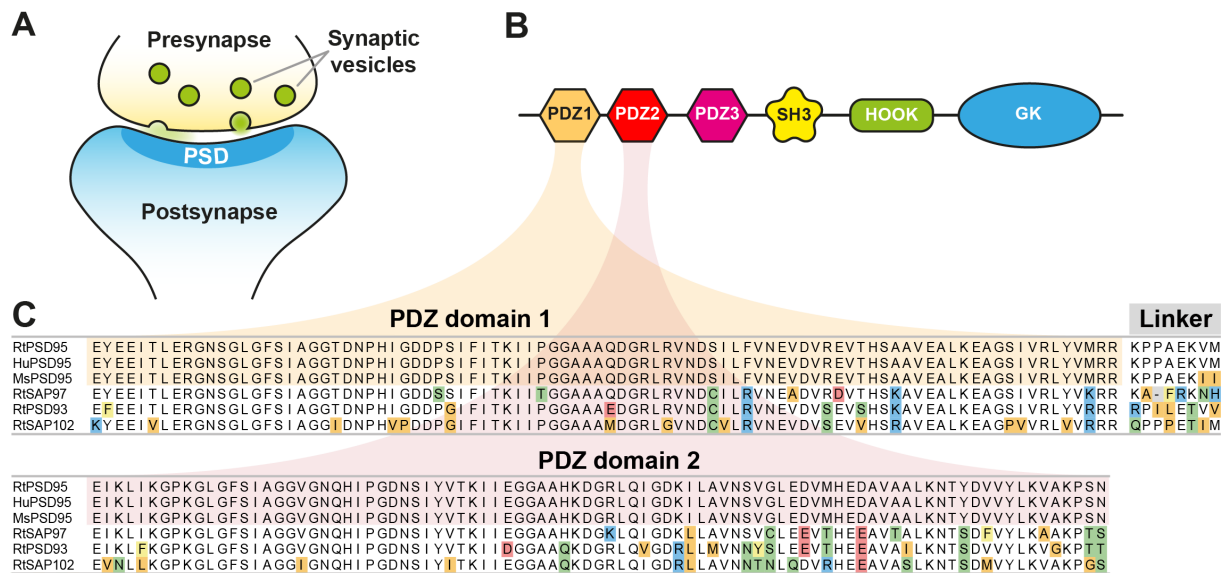 A
Presynapse
Synaptic
vesicles
PSD
Postsynapse
B
PDZ1 PDZ2 PDZ3 SH3 HOOK GK
C
PDZ domain 1 Linker
RtPSD95 EYEEITLERGNSGLGFSIAGGTDNPHIGDDPSIFITKIIPGGAAAQDGRLRVNDSILFVNEVDVREVTHSAAVEALKEAGSIVRLYVMRR KPPAEKVM
HuPSD95 EYEEITLERGNSGLGFSIAGGTDNPHIGDDPSIFITKIIPGGAAAQDGRLRVNDSILFVNEVDVREVTHSAAVEALKEAGSIVRLYVMRR KPPAEKVM
MsPSD95 EYEEITLERGNSGLGFSIAGGTDNPHIGDDPSIFITKIIPGGAAAQDGRLRVNDSILFVNEVDVREVTHSAAVEALKEAGSIVRLYVMRR KPPAEKII
RtSAP97 EYEEITLERGNSGLGFSIAGGTDNPHIGDDSSIFITKIITGGAAAQDGRLRVNDCILRVNEADVRDVTHSKAVEALKEAGSIVRLYVKRR KA-FRKNH
RtPSD93 EFEEITLERGNSGLGFSIAGGTDNPHIGDDPGIFITKIIPGGAAAEDGRLRVNDCILRVNEVDVSEVSHSKAVEALKEAGSIVRLYVRRR RPILETVV
RtSAP102 KYEEIVLERGNSGLGFSIAGGIDNPHVPDDPGIFITKIIPGGAAAMDGRLGVNDCVLRVNEVDVSEVVHSRAVEALKEAGPVVRLVVRRR QPPPETIM
PDZ domain 2
RtPSD95 EIKLIKGPKGLGFSIAGGVGNQHIPGDNSIYVTKIIEGGAAHKDGRLQIGDKILAVNSVGLEDVMHEDAVAALKNTYDVVYLKVAKPSN
HuPSD95 EIKLIKGPKGLGFSIAGGVGNQHIPGDNSIYVTKIIEGGAAHKDGRLQIGDKILAVNSVGLEDVMHEDAVAALKNTYDVVYLKVAKPSN
MsPSD95 EIKLIKGPKGLGFSIAGGVGNQHIPGDNSIYVTKIIEGGAAHKDGRLQIGDKILAVNSVGLEDVMHEDAVAALKNTYDVVYLKVAKPSN
RtSAP97 EIKLIKGPKGLGFSIAGGVGNQHIPGDNSIYVTKIIEGGAAHKDGKLQIGDKLLAVNSVCLEEVTHEEAVTALKNTSDFVYLKVAKPTS
RtPSD93 EIKLFKGPKGLGFSIAGGVGNQHIPGDNSIYVTKIIDGGAAQKDGRLQVGDRLLMVNNYSLEEVTHEEAVAILKNTSDVVYLKVGKPTT
RtSAP102 EVNLLKGPKGLGFSIAGGIGNQHIPGDNSIYITKIIEGGAAQKDGRLQIGDRLLAVNNTNLQDVRHEEAVASLKNTSDMVYLKVAKPGS